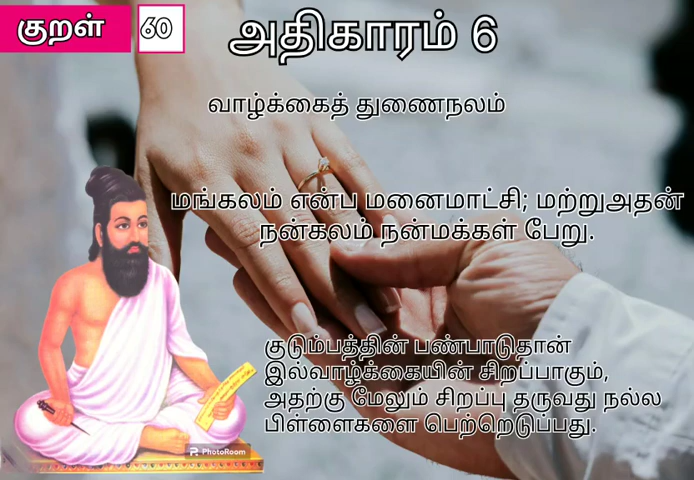 குறள் 60
அதிகாரம் 6
வாழ்க்கைத் துணைநலம்
மங்கலம் என்ப மனைமாட்சி; மற்றுஅதன்
நன்கலம் நன்மக்கள் பேறு.
குடும்பத்தின் பண்பாடுதான்
இல்வாழ்க்கையின் சிறப்பாகும்,
அதற்கு மேலும் சிறப்பு தருவது நல்ல
பிள்ளைகளை பெற்றெடுப்பது.
PhotoRoom